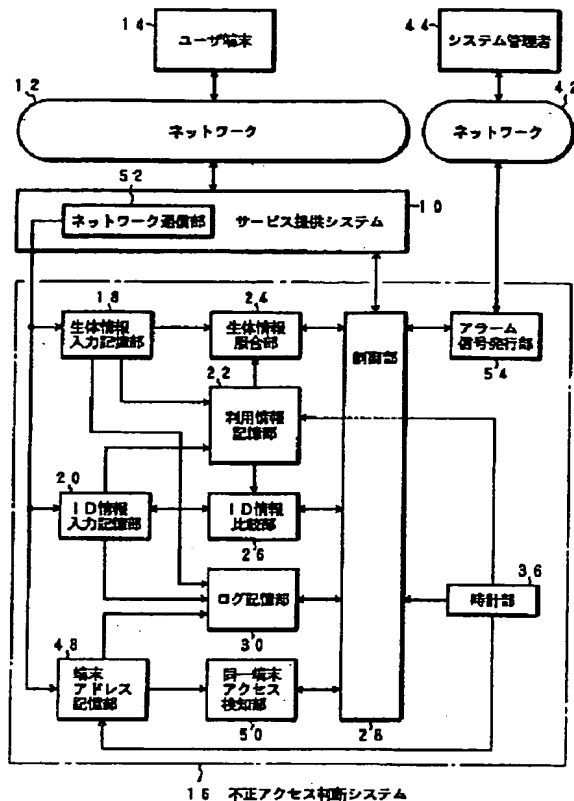 14
ユーザ端末
44
システム管理者
12
ネットワーク
42
ネットワーク
52
ネットワーク通信部
サービス提供システム
10
18
生体情報
入力記憶部
24
生体情報
照合部
制御部
アラーム
信号発行部
54
22
利用情報
記憶部
20
ID情報
入力記憶部
ID情報
比較部
26
36
時計部
ログ記憶部
30
48
端末
アドレス
記憶部
同一端末
アクセス
検知部
50
28
16 不正アクセス判断システム